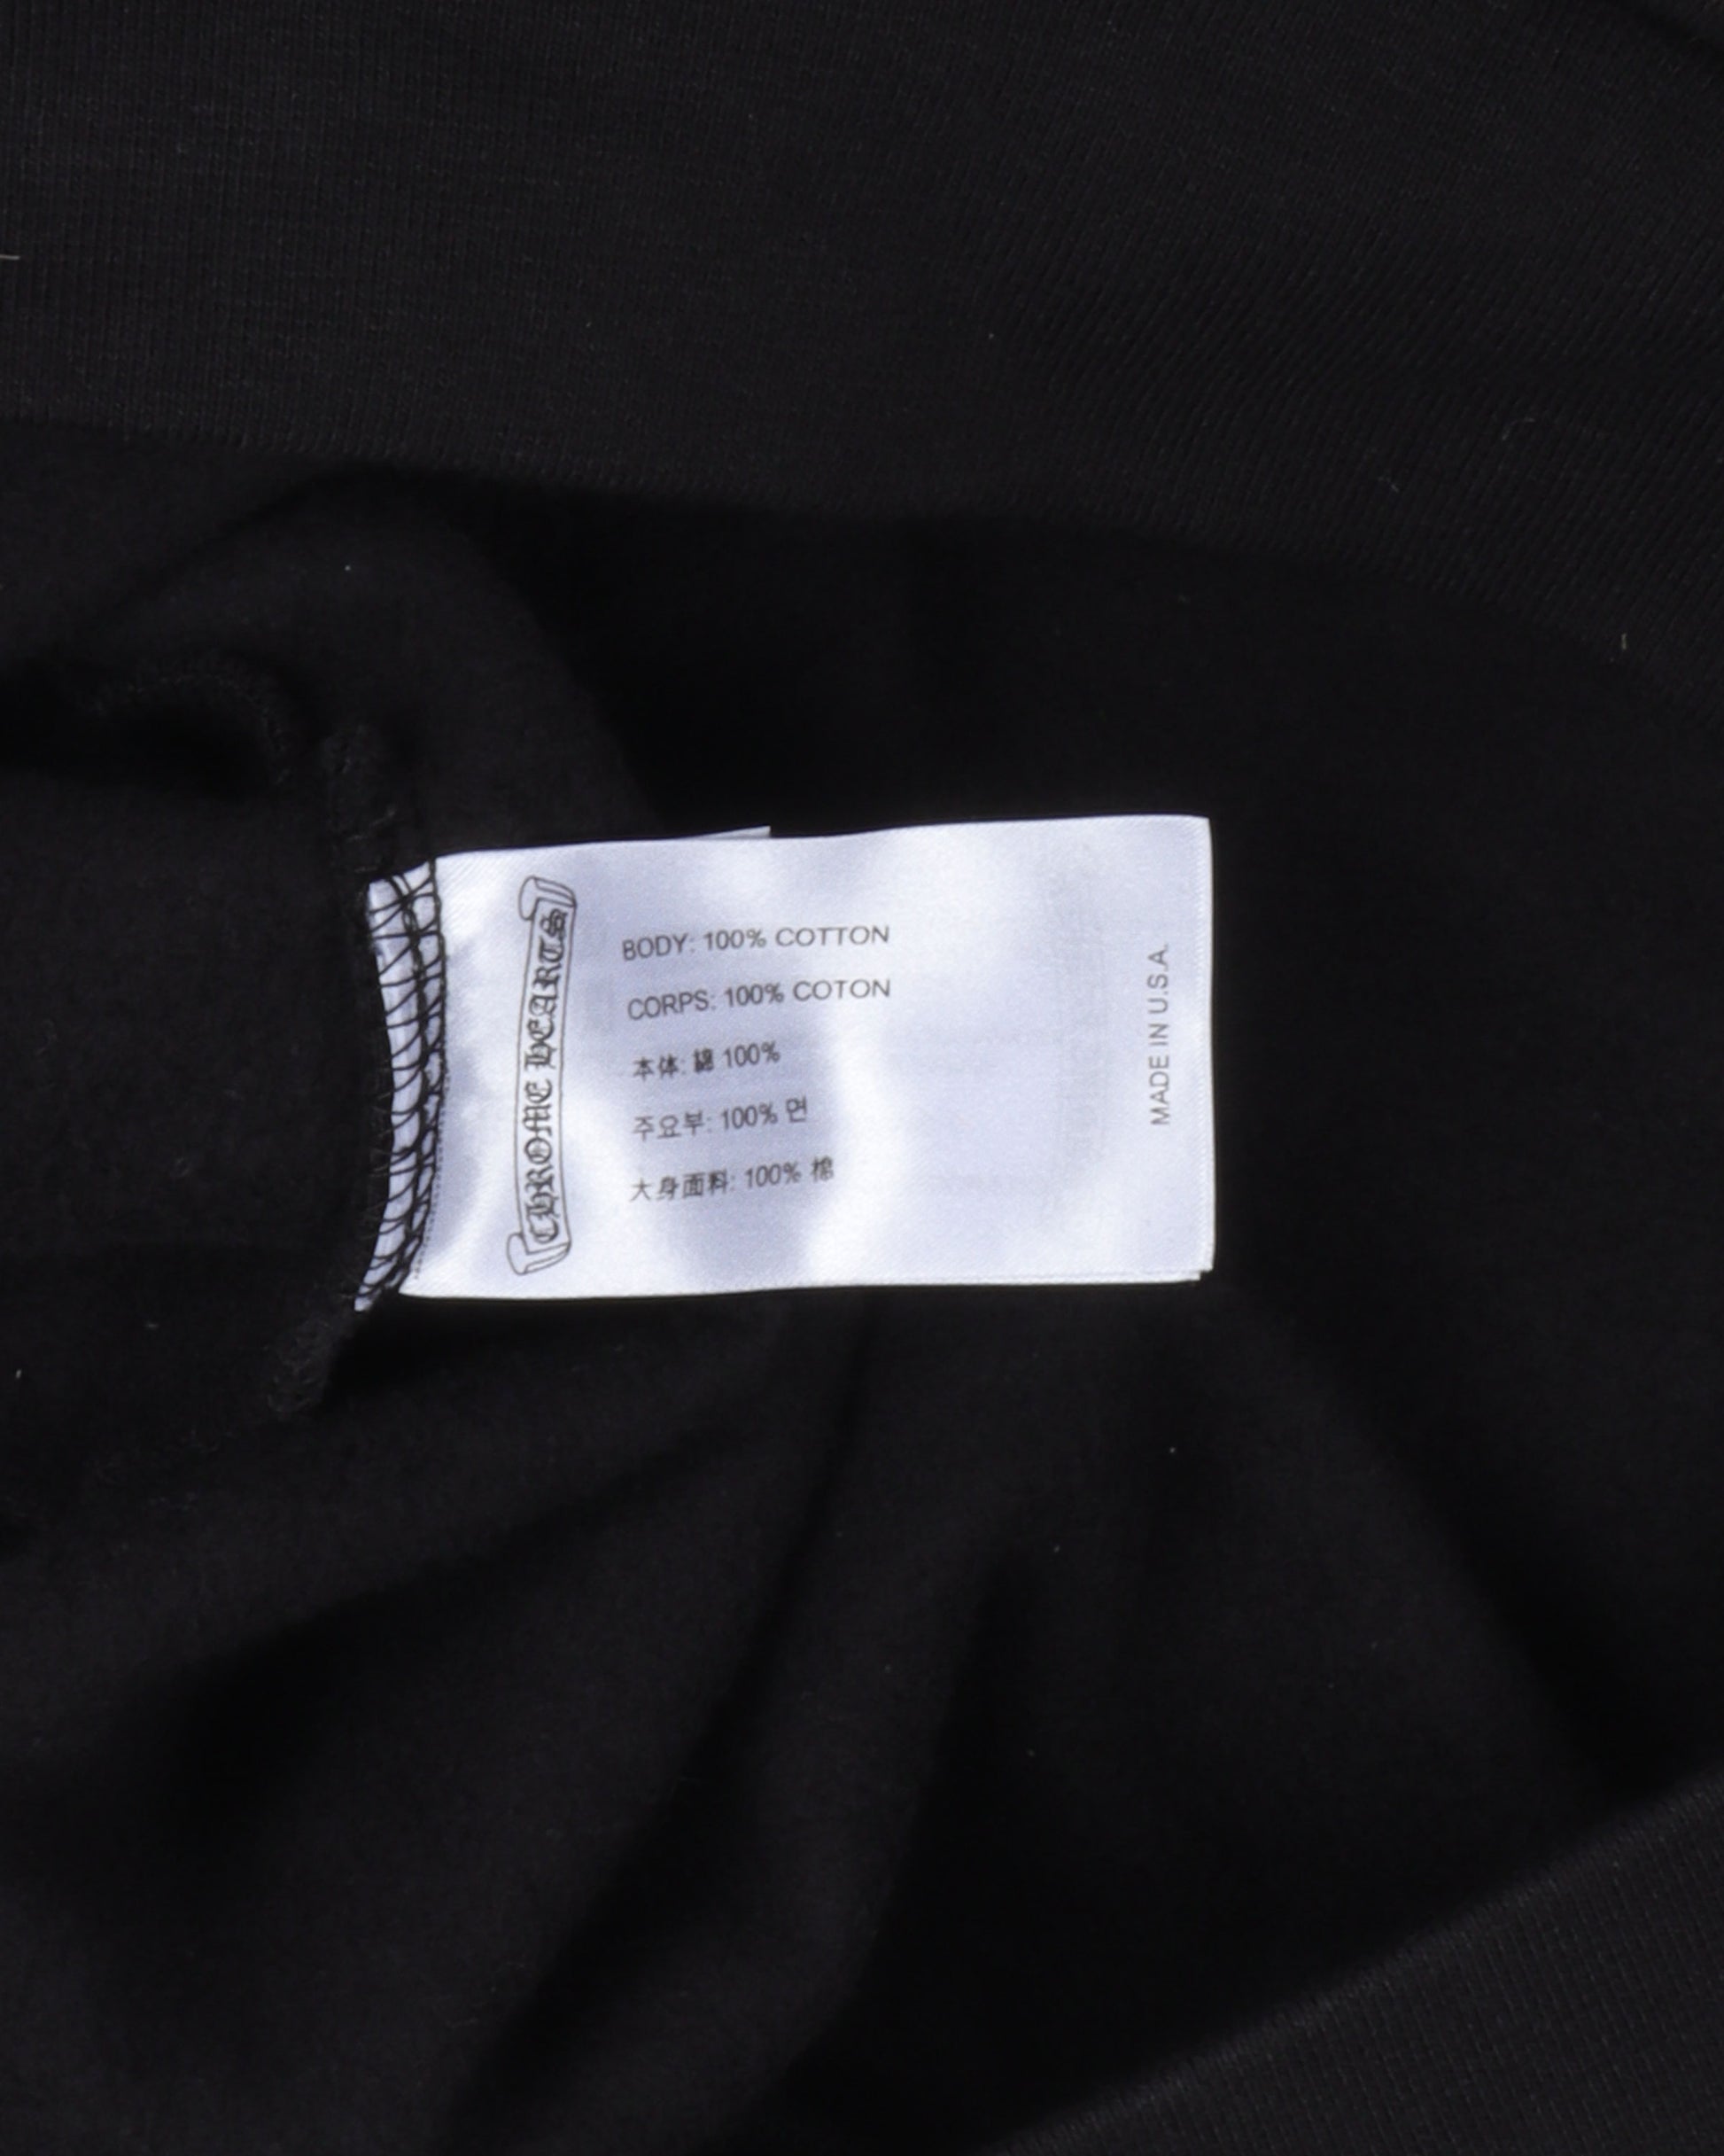 CHROME HEARTS
BODY: 100% COTTON
CORPS: 100% COTON
本体: 綿 100%
주요부: 100% 면
大身面料: 100% 棉
MADE IN U.S.A.